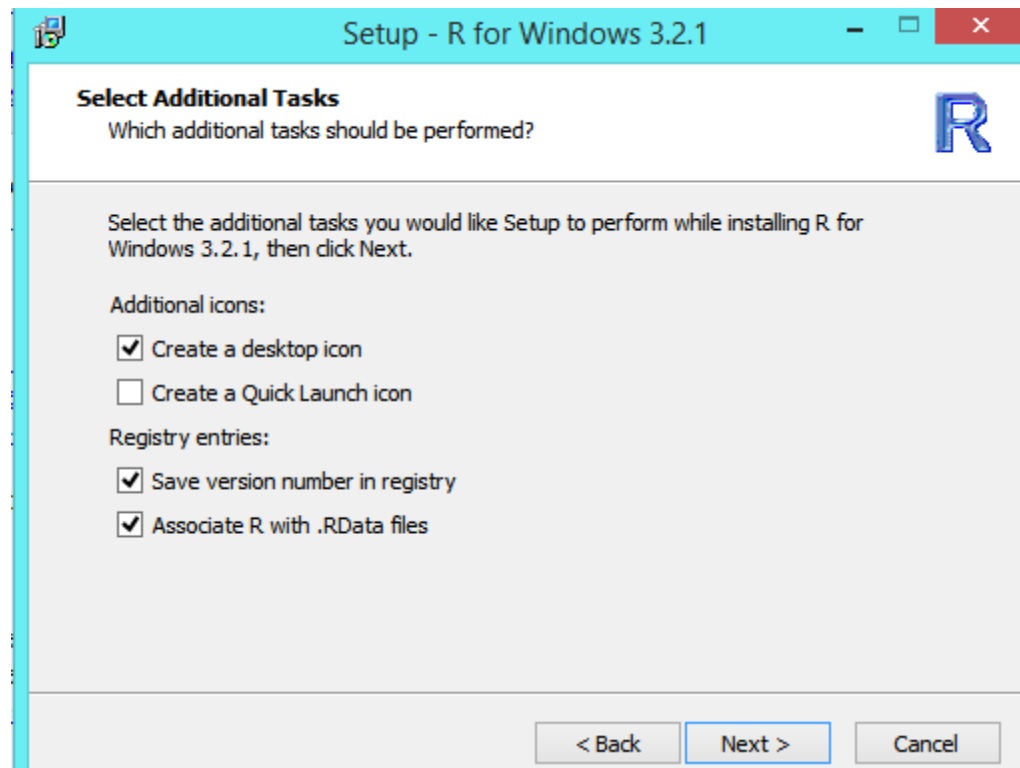 Setup - R for Windows 3.2.1
Select Additional Tasks
Which additional tasks should be performed?
R
Select the additional tasks you would like Setup to perform while installing R for
Windows 3.2.1, then click Next.
Additional icons:
Create a desktop icon
Create a Quick Launch icon
Registry entries:
Save version number in registry
Associate R with .RData files
< Back Next > Cancel